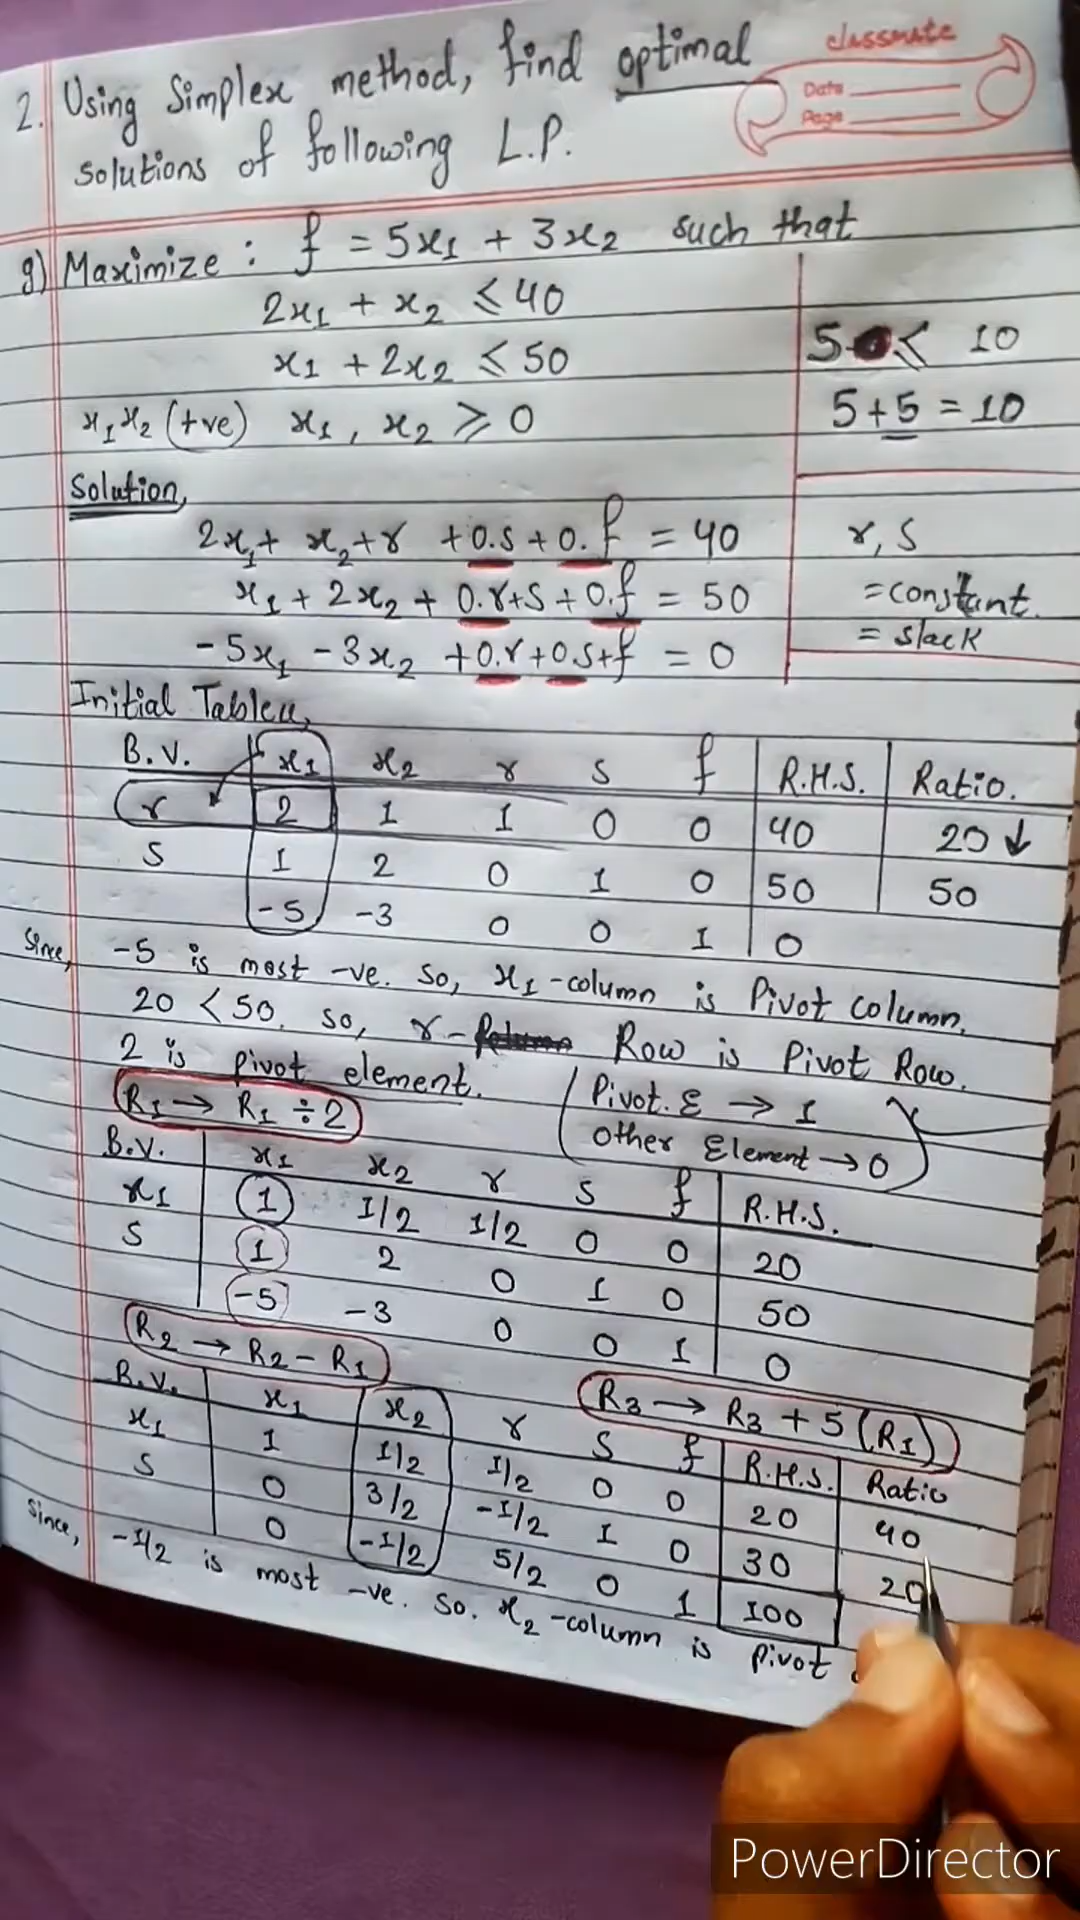 classmate
Date
Page
2. Using Simplex method, find optimal
solutions of following L.P.
g) Maximize : f = 5x₁ + 3x₂ such that
2x₁ + x₂ ≤ 40
x₁ + 2x₂ ≤ 50
x₁x₂ (+ve) x₁, x₂ ≥ 0
5 < 10
5+5 = 10
Solution,
2x₁ + x₂ + r + 0.s + 0.f = 40
x₁ + 2x₂ + 0.r + s + 0.f = 50
-5x₁ - 3x₂ + 0.r + 0.s + f = 0
r, s
= constant.
= slack
Initial Tableu,
B.V. x₁ x₂ r s f R.H.S. Ratio.
r 2 1 1 0 0 40 20 ↓
s 1 2 0 1 0 50 50
-5 -3 0 0 1 0
Since, -5 is most -ve. So, x₁-column is Pivot column.
20 < 50. so, r- Row is Pivot Row.
2 is pivot element.
Pivot. E → 1
Other Element → 0
R₁ → R₁ ÷ 2
B.V. x₁ x₂ r s f R.H.S.
x₁ 1 1/2 1/2 0 0 20
s 1 2 0 1 0 50
-5 -3 0 0 1 0
R₂ → R₂ - R₁
R₃ → R₃ + 5(R₁)
B.V. x₁ x₂ r s f R.H.S. Ratio
x₁ 1 1/2 1/2 0 0 20 40
s 0 3/2 -1/2 1 0 30 20
0 -1/2 5/2 0 1 100
Since, -1/2 is most -ve. So. x₂-column is Pivot
PowerDirector